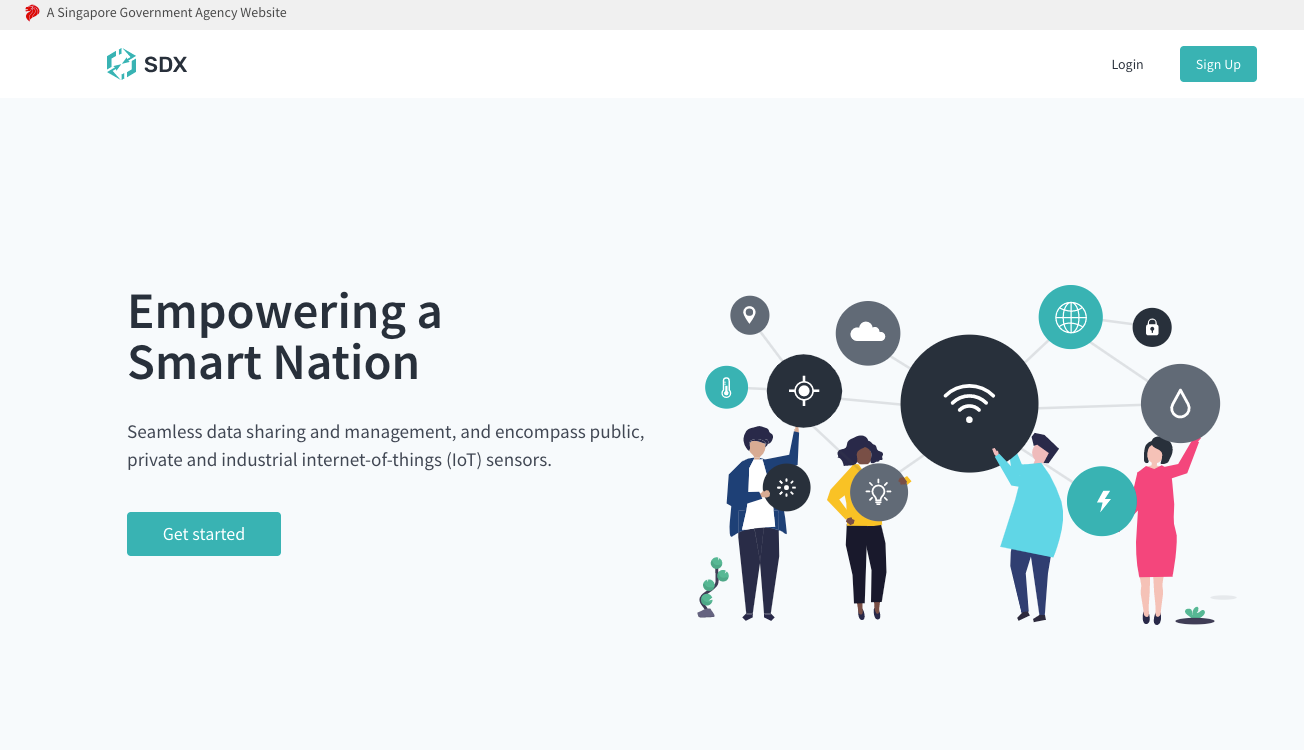 A Singapore Government Agency Website
SDX
Login
Sign Up
Empowering a
Smart Nation
Seamless data sharing and management, and encompass public,
private and industrial internet-of-things (IoT) sensors.
Get started